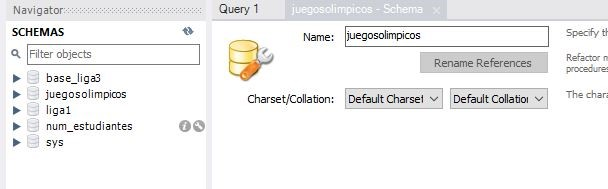 Navigator
SCHEMAS
Filter objects
base_liga3
juegosolimpicos
liga1
num_estudiantes
sys
Query 1
juegosolimpicos - Schema
Name:
juegosolimpicos
Specify th
Rename References
Refactor m
procedures
Charset/Collation:
Default Charset
Default Collation
The chara